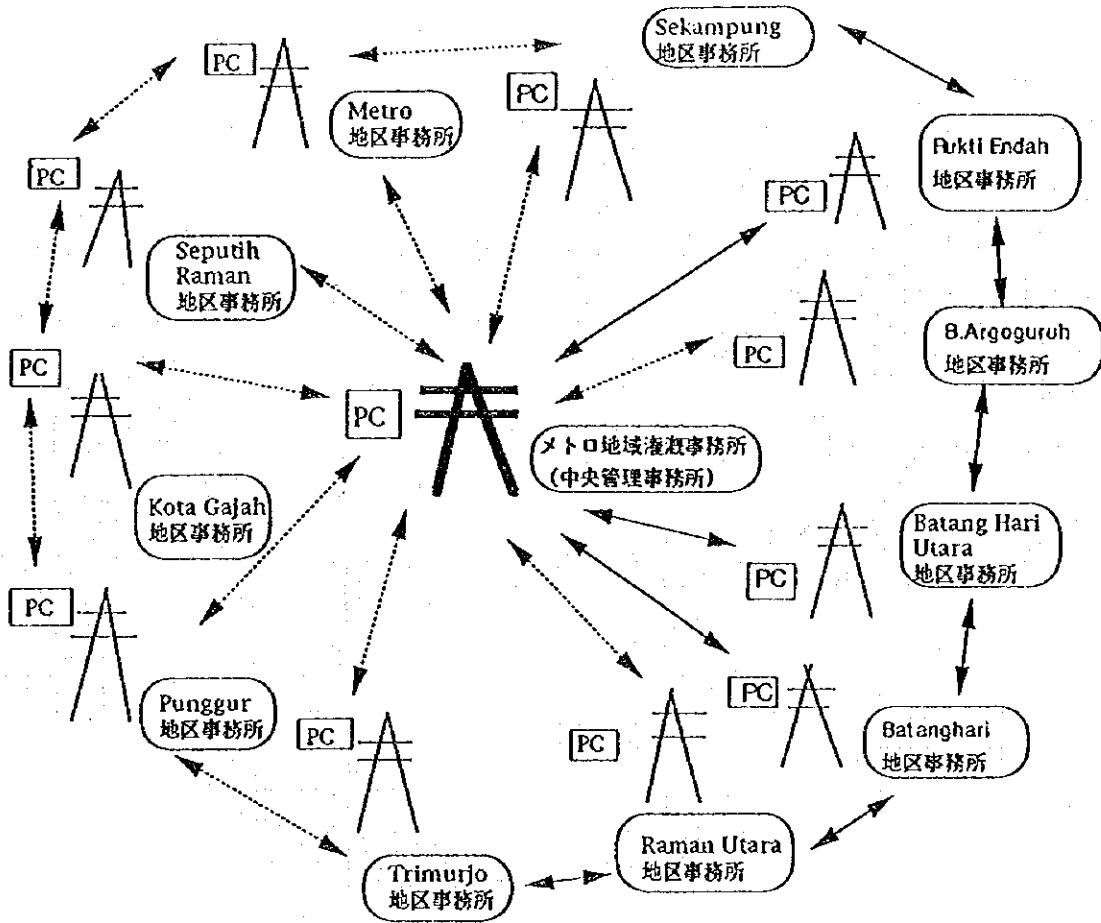 Sekampung
地区事務所
PC
Metro
地区事務所
PC
Rukti Endah
地区事務所
PC
PC
Seputih
Raman
地区事務所
B.Argoguruh
地区事務所
PC
PC
PC
メトロ地域灌漑事務所
(中央管理事務所)
Kota Gajah
地区事務所
Batang Hari
Utara
地区事務所
PC
PC
Punggur
地区事務所
PC
Batanghari
地区事務所
PC
PC
Raman Utara
地区事務所
Trimurjo
地区事務所